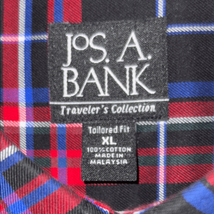 JOS. A.
BANK
Traveler's Collection
Tailored Fit
XL
100% COTTON
MADE IN
MALAYSIA